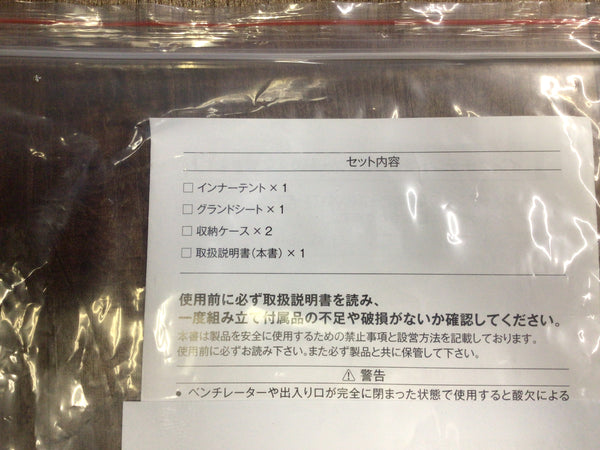 セット内容
□ インナーテント × 1
□ グランドシート × 1
□ 収納ケース × 2
□ 取扱説明書(本書) × 1
使用前に必ず取扱説明書を読み、
一度組み立て付属品の不足や破損がないか確認してください。
本書は製品を安全に使用するための禁止事項と設営方法を記載しております。
使用前に必ずお読み下さい。また必ず製品と共に保管して下さい。
⚠ 警告
● ベンチレーターや出入り口が完全に閉まった状態で使用すると酸欠による